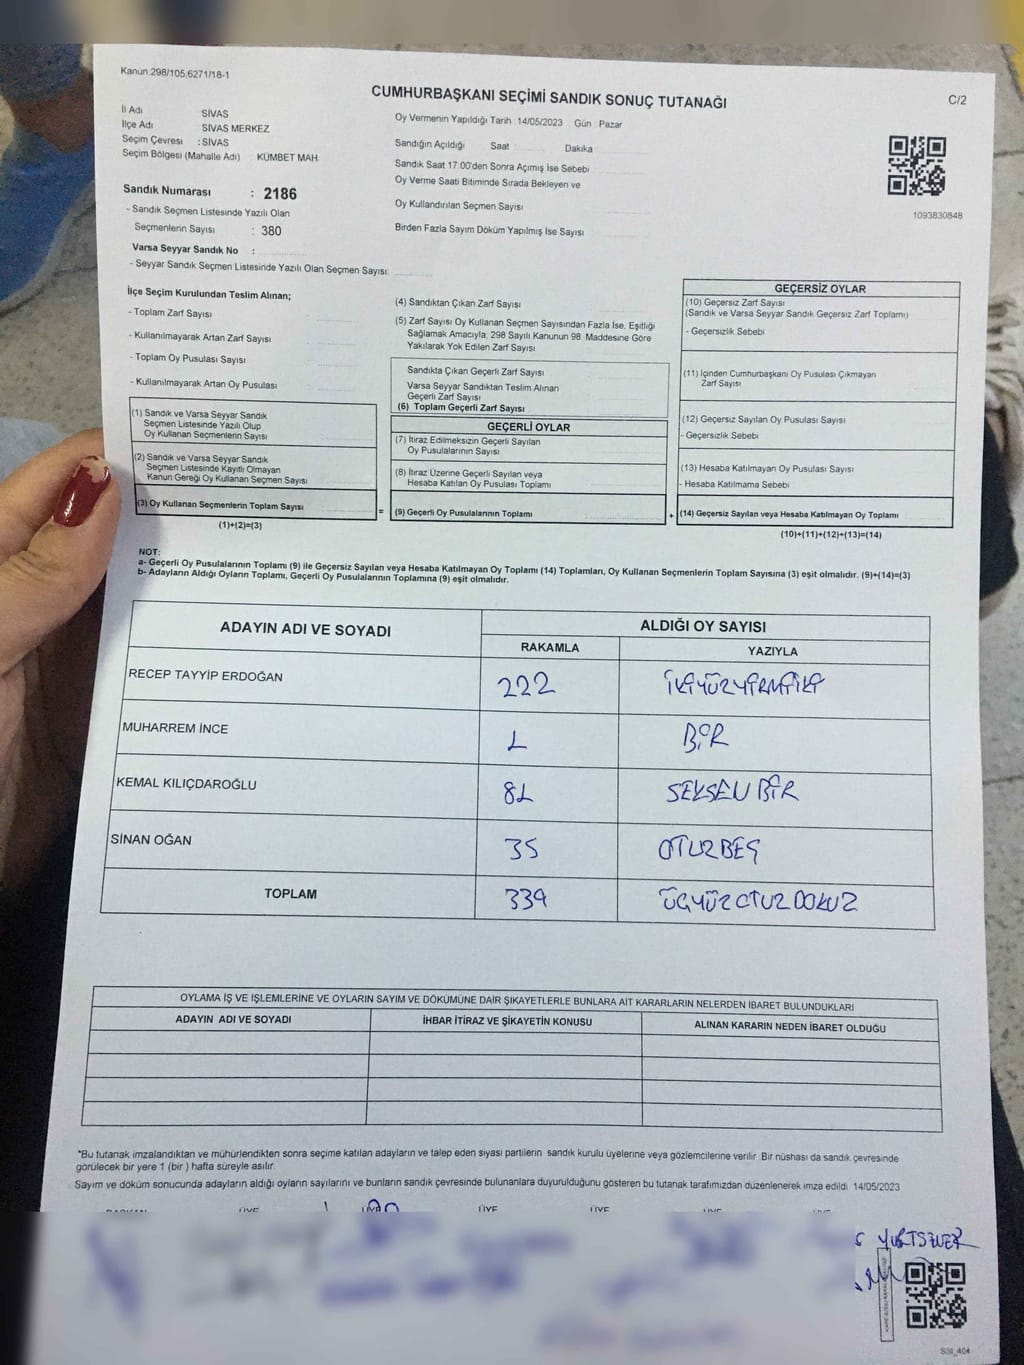 Kanun:298/105,6271/18-1
CUMHURBAŞKANI SEÇİMİ SANDIK SONUÇ TUTANAĞI
C/2
İl Adı SİVAS
İlçe Adı SİVAS MERKEZ
Seçim Çevresi : SİVAS
Seçim Bölgesi (Mahalle Adı) KÜMBET MAH.
Oy Vermenin Yapıldığı Tarih :14/05/2023 Gün : Pazar
Sandığın Açıldığı Saat Dakika
Sandık Saat 17:00'den Sonra Açımış İse Sebebi
Oy Verme Saati Bitiminde Sırada Bekleyen ve
Oy Kullandırılan Seçmen Sayısı
Birden Fazla Sayım Döküm Yapılmış İse Sayısı
1093830848
Sandık Numarası : 2186
- Sandık Seçmen Listesinde Yazılı Olan
Seçmenlerin Sayısı : 380
Varsa Seyyar Sandık No :
- Seyyar Sandık Seçmen Listesinde Yazılı Olan Seçmen Sayısı:
İlçe Seçim Kurulundan Teslim Alınan;
- Toplam Zarf Sayısı
- Kullanılmayarak Artan Zarf Sayısı
- Toplam Oy Pusulası Sayısı
- Kullanılmayarak Artan Oy Pusulası
(1) Sandık ve Varsa Seyyar Sandık
Seçmen Listesinde Yazılı Olup
Oy Kullanan Seçmenlerin Sayısı
(2) Sandık ve Varsa Seyyar Sandık
Seçmen Listesinde Kayıtlı Olmayan
Kanun Gereği Oy Kullanan Seçmen Sayısı
(3) Oy Kullanan Seçmenlerin Toplam Sayısı
(1)+(2)=(3)
=
(4) Sandıktan Çıkan Zarf Sayısı
(5) Zarf Sayısı Oy Kullanan Seçmen Sayısından Fazla İse, Eşitliği
Sağlamak Amacıyla, 298 Sayılı Kanunun 98. Maddesine Göre
Yakılarak Yok Edilen Zarf Sayısı
Sandıkta Çıkan Geçerli Zarf Sayısı
Varsa Seyyar Sandıktan Teslim Alınan
Geçerli Zarf Sayısı
(6) Toplam Geçerli Zarf Sayısı
GEÇERLİ OYLAR
(7) İtiraz Edilmeksizin Geçerli Sayılan
Oy Pusulalarının Sayısı
(8) İtiraz Üzerine Geçerli Sayılan veya
Hesaba Katılan Oy Pusulası Toplamı
(9) Geçerli Oy Pusulalarının Toplamı
+
GEÇERSİZ OYLAR
(10) Geçersiz Zarf Sayısı
(Sandık ve Varsa Seyyar Sandık Geçersiz Zarf Toplamı)
- Geçersizlik Sebebi
(11) İçinden Cumhurbaşkanı Oy Pusulası Çıkmayan
Zarf Sayısı
(12) Geçersiz Sayılan Oy Pusulası Sayısı
- Geçersizlik Sebebi
(13) Hesaba Katılmayan Oy Pusulası Sayısı
- Hesaba Katılmama Sebebi
(14) Geçersiz Sayılan veya Hesaba Katılmayan Oy Toplamı
(10)+(11)+(12)+(13)=(14)
NOT:
a- Geçerli Oy Pusulalarının Toplamı (9) ile Geçersiz Sayılan veya Hesaba Katılmayan Oy Toplamı (14) Toplamları, Oy Kullanan Seçmenlerin Toplam Sayısına (3) eşit olmalıdır. (9)+(14)=(3)
b- Adayların Aldığı Oyların Toplamı, Geçerli Oy Pusulalarının Toplamına (9) eşit olmalıdır.
ADAYIN ADI VE SOYADI
ALDIĞI OY SAYISI
RAKAMLA YAZIYLA
RECEP TAYYİP ERDOĞAN 222 İKİYÜZYİRMİİKİ
MUHARREM İNCE 1 BİR
KEMAL KILIÇDAROĞLU 81 SEKSEN BİR
SİNAN OĞAN 35 OTUZBEŞ
TOPLAM 339 ÜÇYÜZOTUZ DOKUZ
OYLAMA İŞ VE İŞLEMLERİNE VE OYLARIN SAYIM VE DÖKÜMÜNE DAİR ŞİKAYETLERLE BUNLARA AİT KARARLARIN NELERDEN İBARET BULUNDUKLARI
ADAYIN ADI VE SOYADI İHBAR İTİRAZ VE ŞİKAYETİN KONUSU ALINAN KARARIN NEDEN İBARET OLDUĞU
*Bu tutanak imzalandıktan ve mühürlendikten sonra seçime katılan adayların ve talep eden siyasi partilerin sandık kurulu üyelerine veya gözlemcilerine verilir. Bir nüshası da sandık çevresinde
görülecek bir yere 1 (bir ) hafta süreyle asılır.
Sayım ve döküm sonucunda adayların aldığı oyların sayılarını ve bunların sandık çevresinde bulunanlara duyurulduğunu gösteren bu tutanak tarafımızdan düzenlenerek imza edildi. 14/05/2023
BAŞKAN ÜYE ÜYE ÜYE ÜYE ÜYE ÜYE
YURTSEVER
SSI_404